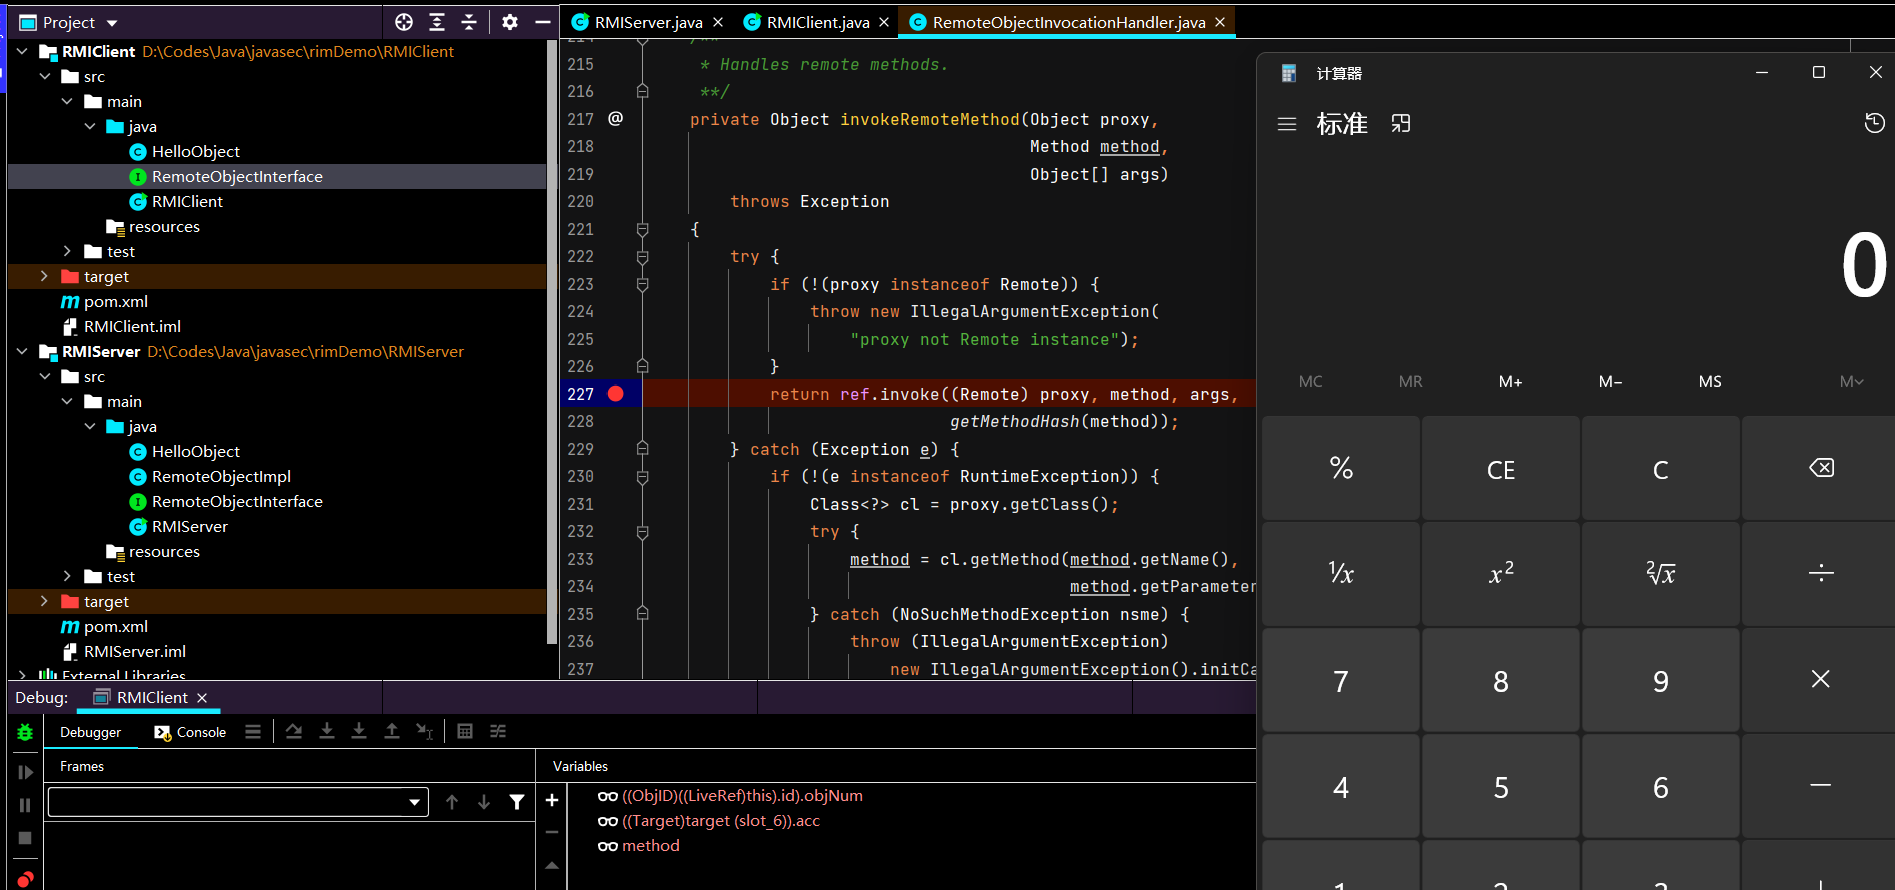 Project
RMIServer.java
RMIClient.java
RemoteObjectInvocationHandler.java
RMIClient D:\Codes\Java\javasec\rimDemo\RMIClient
src
main
java
HelloObject
RemoteObjectInterface
RMIClient
resources
test
target
pom.xml
RMIClient.iml
RMIServer D:\Codes\Java\javasec\rimDemo\RMIServer
src
main
java
HelloObject
RemoteObjectImpl
RemoteObjectInterface
RMIServer
resources
test
target
pom.xml
RMIServer.iml
External Libraries
214 /**
215 * Handles remote methods.
216 **/
217 @ private Object invokeRemoteMethod(Object proxy,
218 Method method,
219 Object[] args)
220 throws Exception
221 {
222 try {
223 if (!(proxy instanceof Remote)) {
224 throw new IllegalArgumentException(
225 "proxy not Remote instance");
226 }
227 return ref.invoke((Remote) proxy, method, args,
228 getMethodHash(method));
229 } catch (Exception e) {
230 if (!(e instanceof RuntimeException)) {
231 Class<?> cl = proxy.getClass();
232 try {
233 method = cl.getMethod(method.getName(),
234 method.getParameter
235 } catch (NoSuchMethodException nsme) {
236 throw (IllegalArgumentException)
237 new IllegalArgumentException().initCa
计算器
标准
0
MC MR M+ M− MS M
% CE C
¹/x x² ²√x ÷
7 8 9 ×
4 5 6 −
1 2 3 +
Debug: RMIClient
Debugger Console
Frames
Variables
((ObjID)((LiveRef)this).id).objNum
((Target)target (slot_6)).acc
method